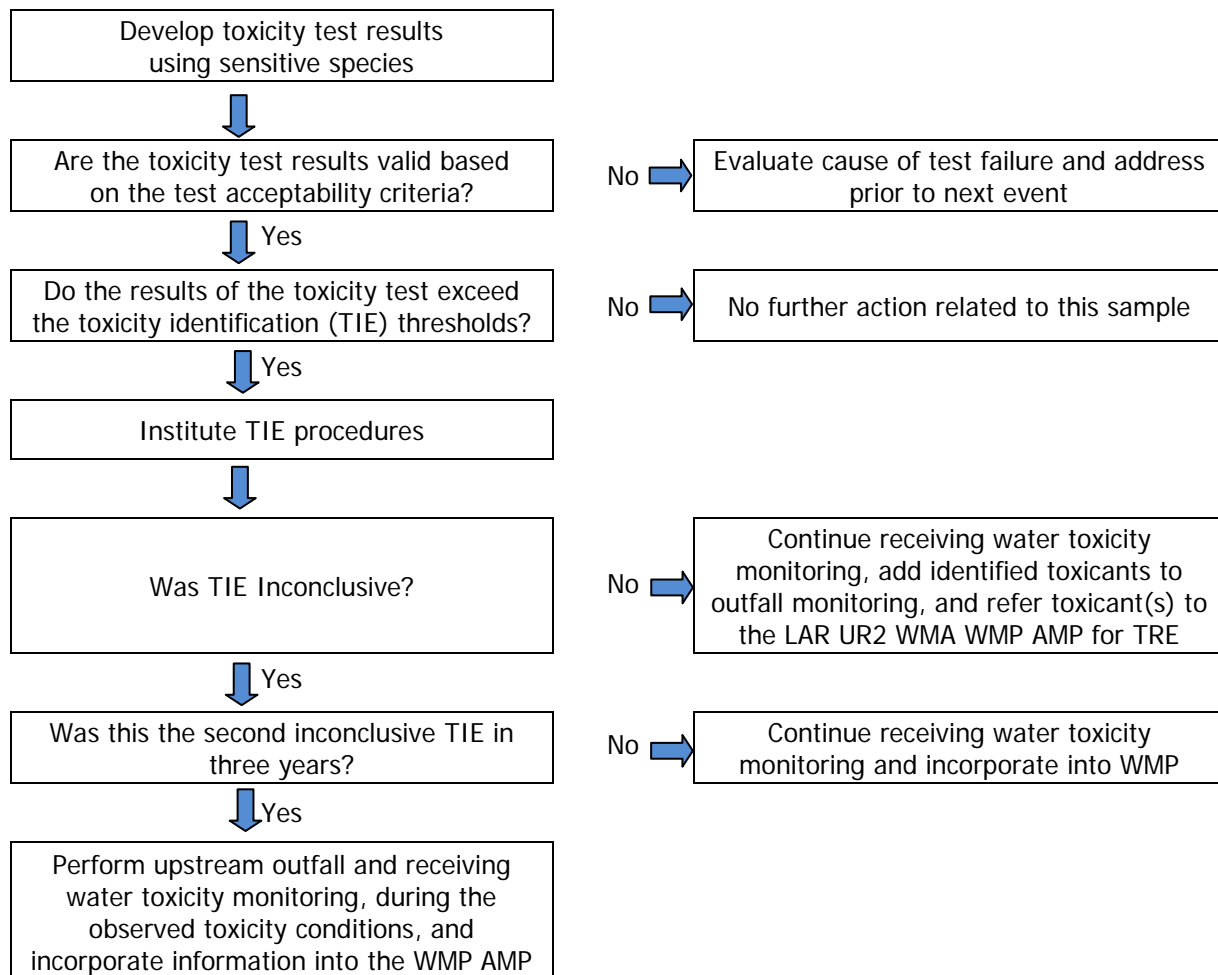 Develop toxicity test results
using sensitive species
Are the toxicity test results valid based
on the test acceptability criteria?
No
Evaluate cause of test failure and address
prior to next event
Yes
Do the results of the toxicity test exceed
the toxicity identification (TIE) thresholds?
No
No further action related to this sample
Yes
Institute TIE procedures
Was TIE Inconclusive?
No
Continue receiving water toxicity
monitoring, add identified toxicants to
outfall monitoring, and refer toxicant(s) to
the LAR UR2 WMA WMP AMP for TRE
Yes
Was this the second inconclusive TIE in
three years?
No
Continue receiving water toxicity
monitoring and incorporate into WMP
Yes
Perform upstream outfall and receiving
water toxicity monitoring, during the
observed toxicity conditions, and
incorporate information into the WMP AMP